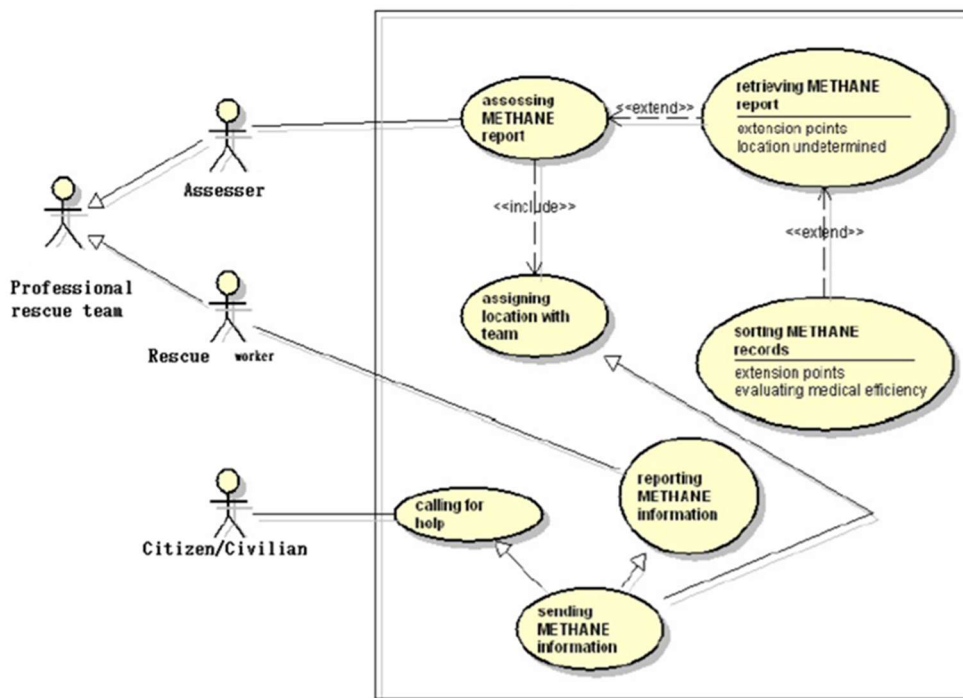 assessing
METHANE
report
<<extend>>
retrieving METHANE
report
extension points
location undetermined
Assesser
<<include>>
<<extend>>
Professional
rescue team
Rescue worker
assigning
location with
team
sorting METHANE
records
extension points
evaluating medical efficiency
reporting
METHANE
information
calling for
help
Citizen/Civilian
sending
METHANE
information